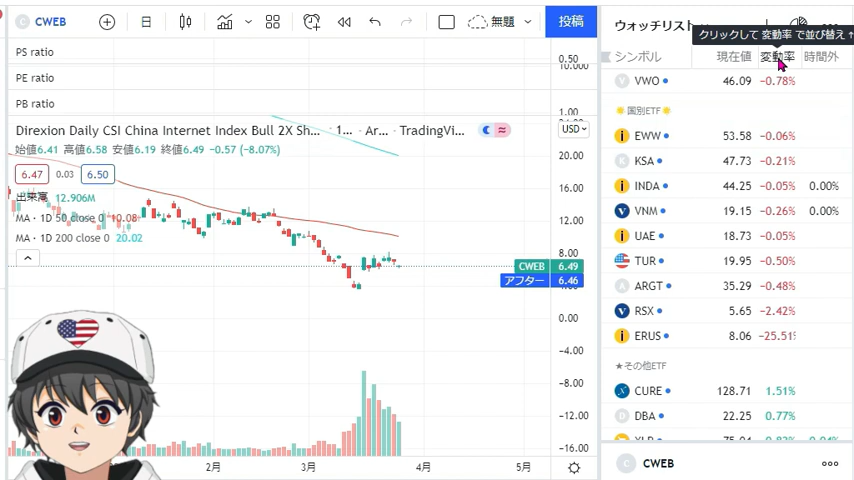 CWEB 日 無題 投稿
PS ratio
PE ratio
PB ratio
Direxion Daily CSI China Internet Index Bull 2X Sh... · 1... · Ar... · TradingVi...
始値6.41 高値6.58 安値6.19 終値6.49 −0.57 (−8.07%)
6.47 0.03 6.50
出来高 12.906M
MA · 1D 50 close 0 10.08
MA · 1D 200 close 0 20.02
0.50
10.000
1.00
USD
20.00
16.00
12.00
8.00
CWEB 6.49
アフター 6.46
0.00
−4.00
−8.00
−12.00
−16.00
2月 3月 4月 5月
ウォッチリスト
クリックして 変動率 で並び替え
シンボル 現在値 変動率 時間外
VWO 46.09 −0.78%
国別ETF
EWW 53.58 −0.06%
KSA 47.73 −0.21%
INDA 44.25 −0.05% 0.00%
VNM 19.15 −0.26% 0.00%
UAE 18.73 −0.05%
TUR 19.95 −0.50%
ARGT 35.29 −0.48%
RSX 5.65 −2.42%
ERUS 8.06 −25.51%
★その他ETF
CURE 128.71 1.51%
DBA 22.25 0.77%
C CWEB